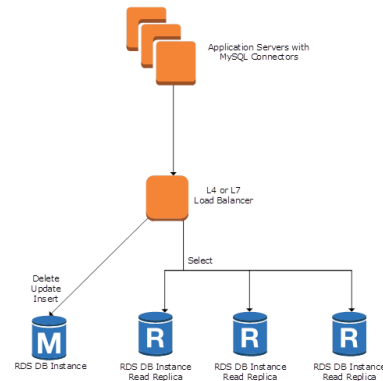 Application Servers with
MySQL Connectors
L4 or L7
Load Balancer
Select
Delete
Update
Insert
M
R
R
R
RDS DB Instance
RDS DB Instance
Read Replica
RDS DB Instance
Read Replica
RDS DB Instance
Read Replica